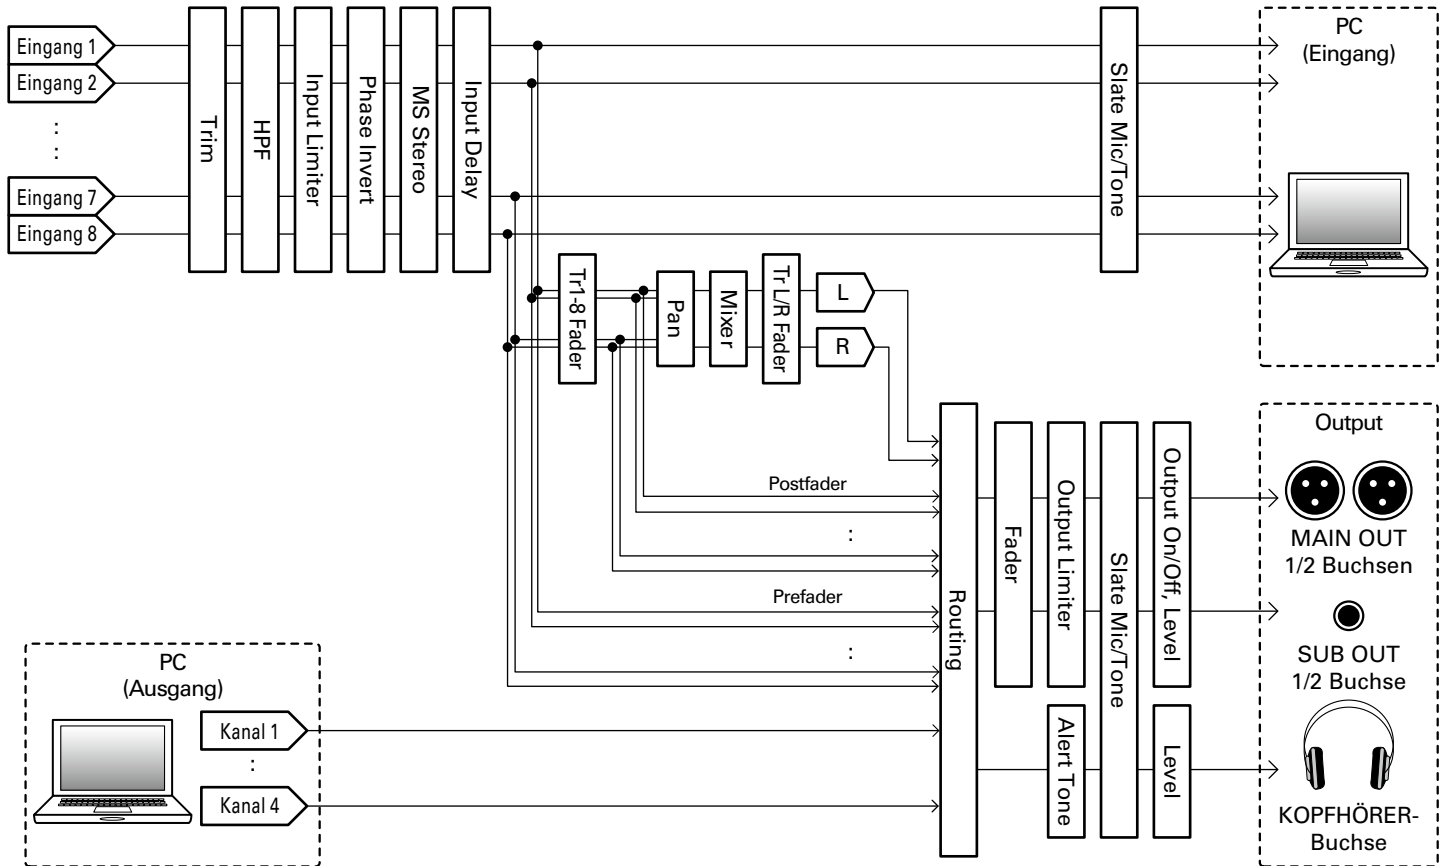 Eingang 1
Eingang 2
:
:
Eingang 7
Eingang 8
Trim
HPF
Input Limiter
Phase Invert
MS Stereo
Input Delay
Slate Mic/Tone
PC
(Eingang)
Tr1-8 Fader
Pan
Mixer
Tr L/R Fader
L
R
Postfader
:
Prefader
:
PC
(Ausgang)
Kanal 1
:
Kanal 4
Routing
Fader
Output Limiter
Alert Tone
Slate Mic/Tone
Output On/Off, Level
Level
Output
MAIN OUT
1/2 Buchsen
SUB OUT
1/2 Buchse
KOPFHÖRER-
Buchse